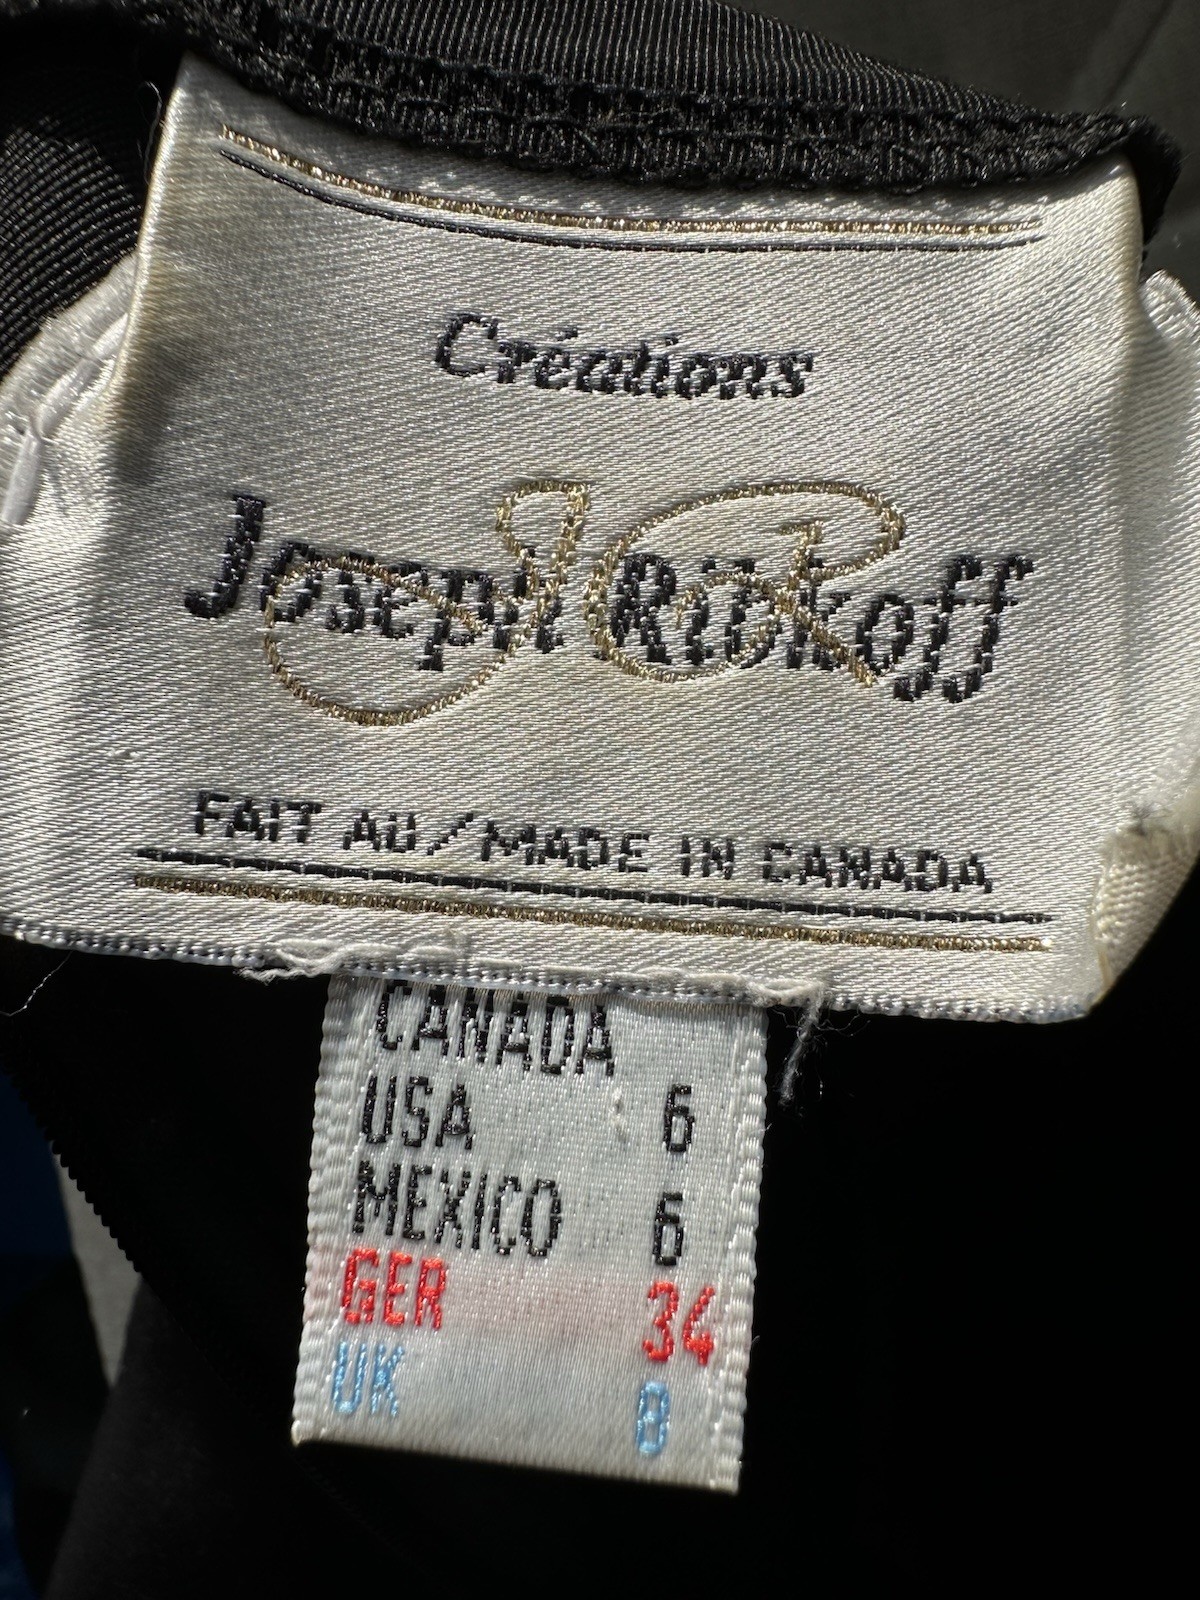 Créations
Joseph Ribkoff
FAIT AU/MADE IN CANADA
CANADA
USA 6
MEXICO 6
GER 34
UK 8